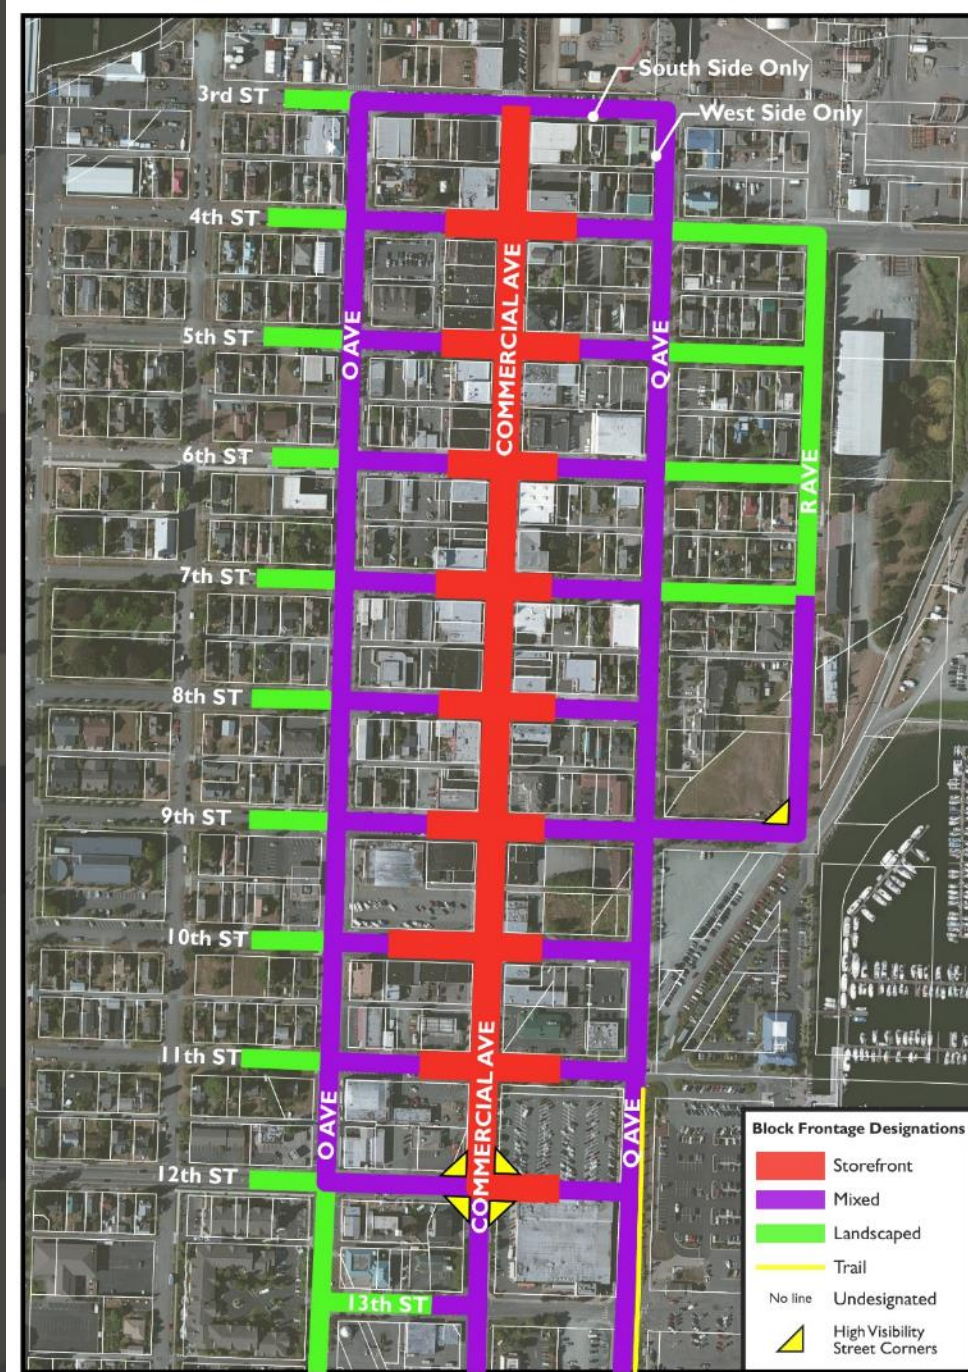 South Side Only
3rd ST
West Side Only
4th ST
COMMERCIAL AVE
5th ST
O AVE
Q AVE
6th ST
R AVE
7th ST
8th ST
9th ST
10th ST
11th ST
COMMERCIAL AVE
O AVE
Q AVE
12th ST
13th ST
Block Frontage Designations
Storefront
Mixed
Landscaped
Trail
No line Undesignated
High Visibility
Street Corners